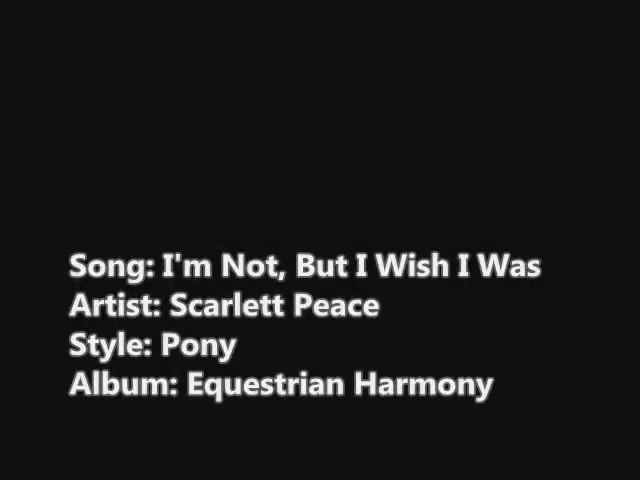 Song: I'm Not, But I Wish I Was
Artist: Scarlett Peace
Style: Pony
Album: Equestrian Harmony